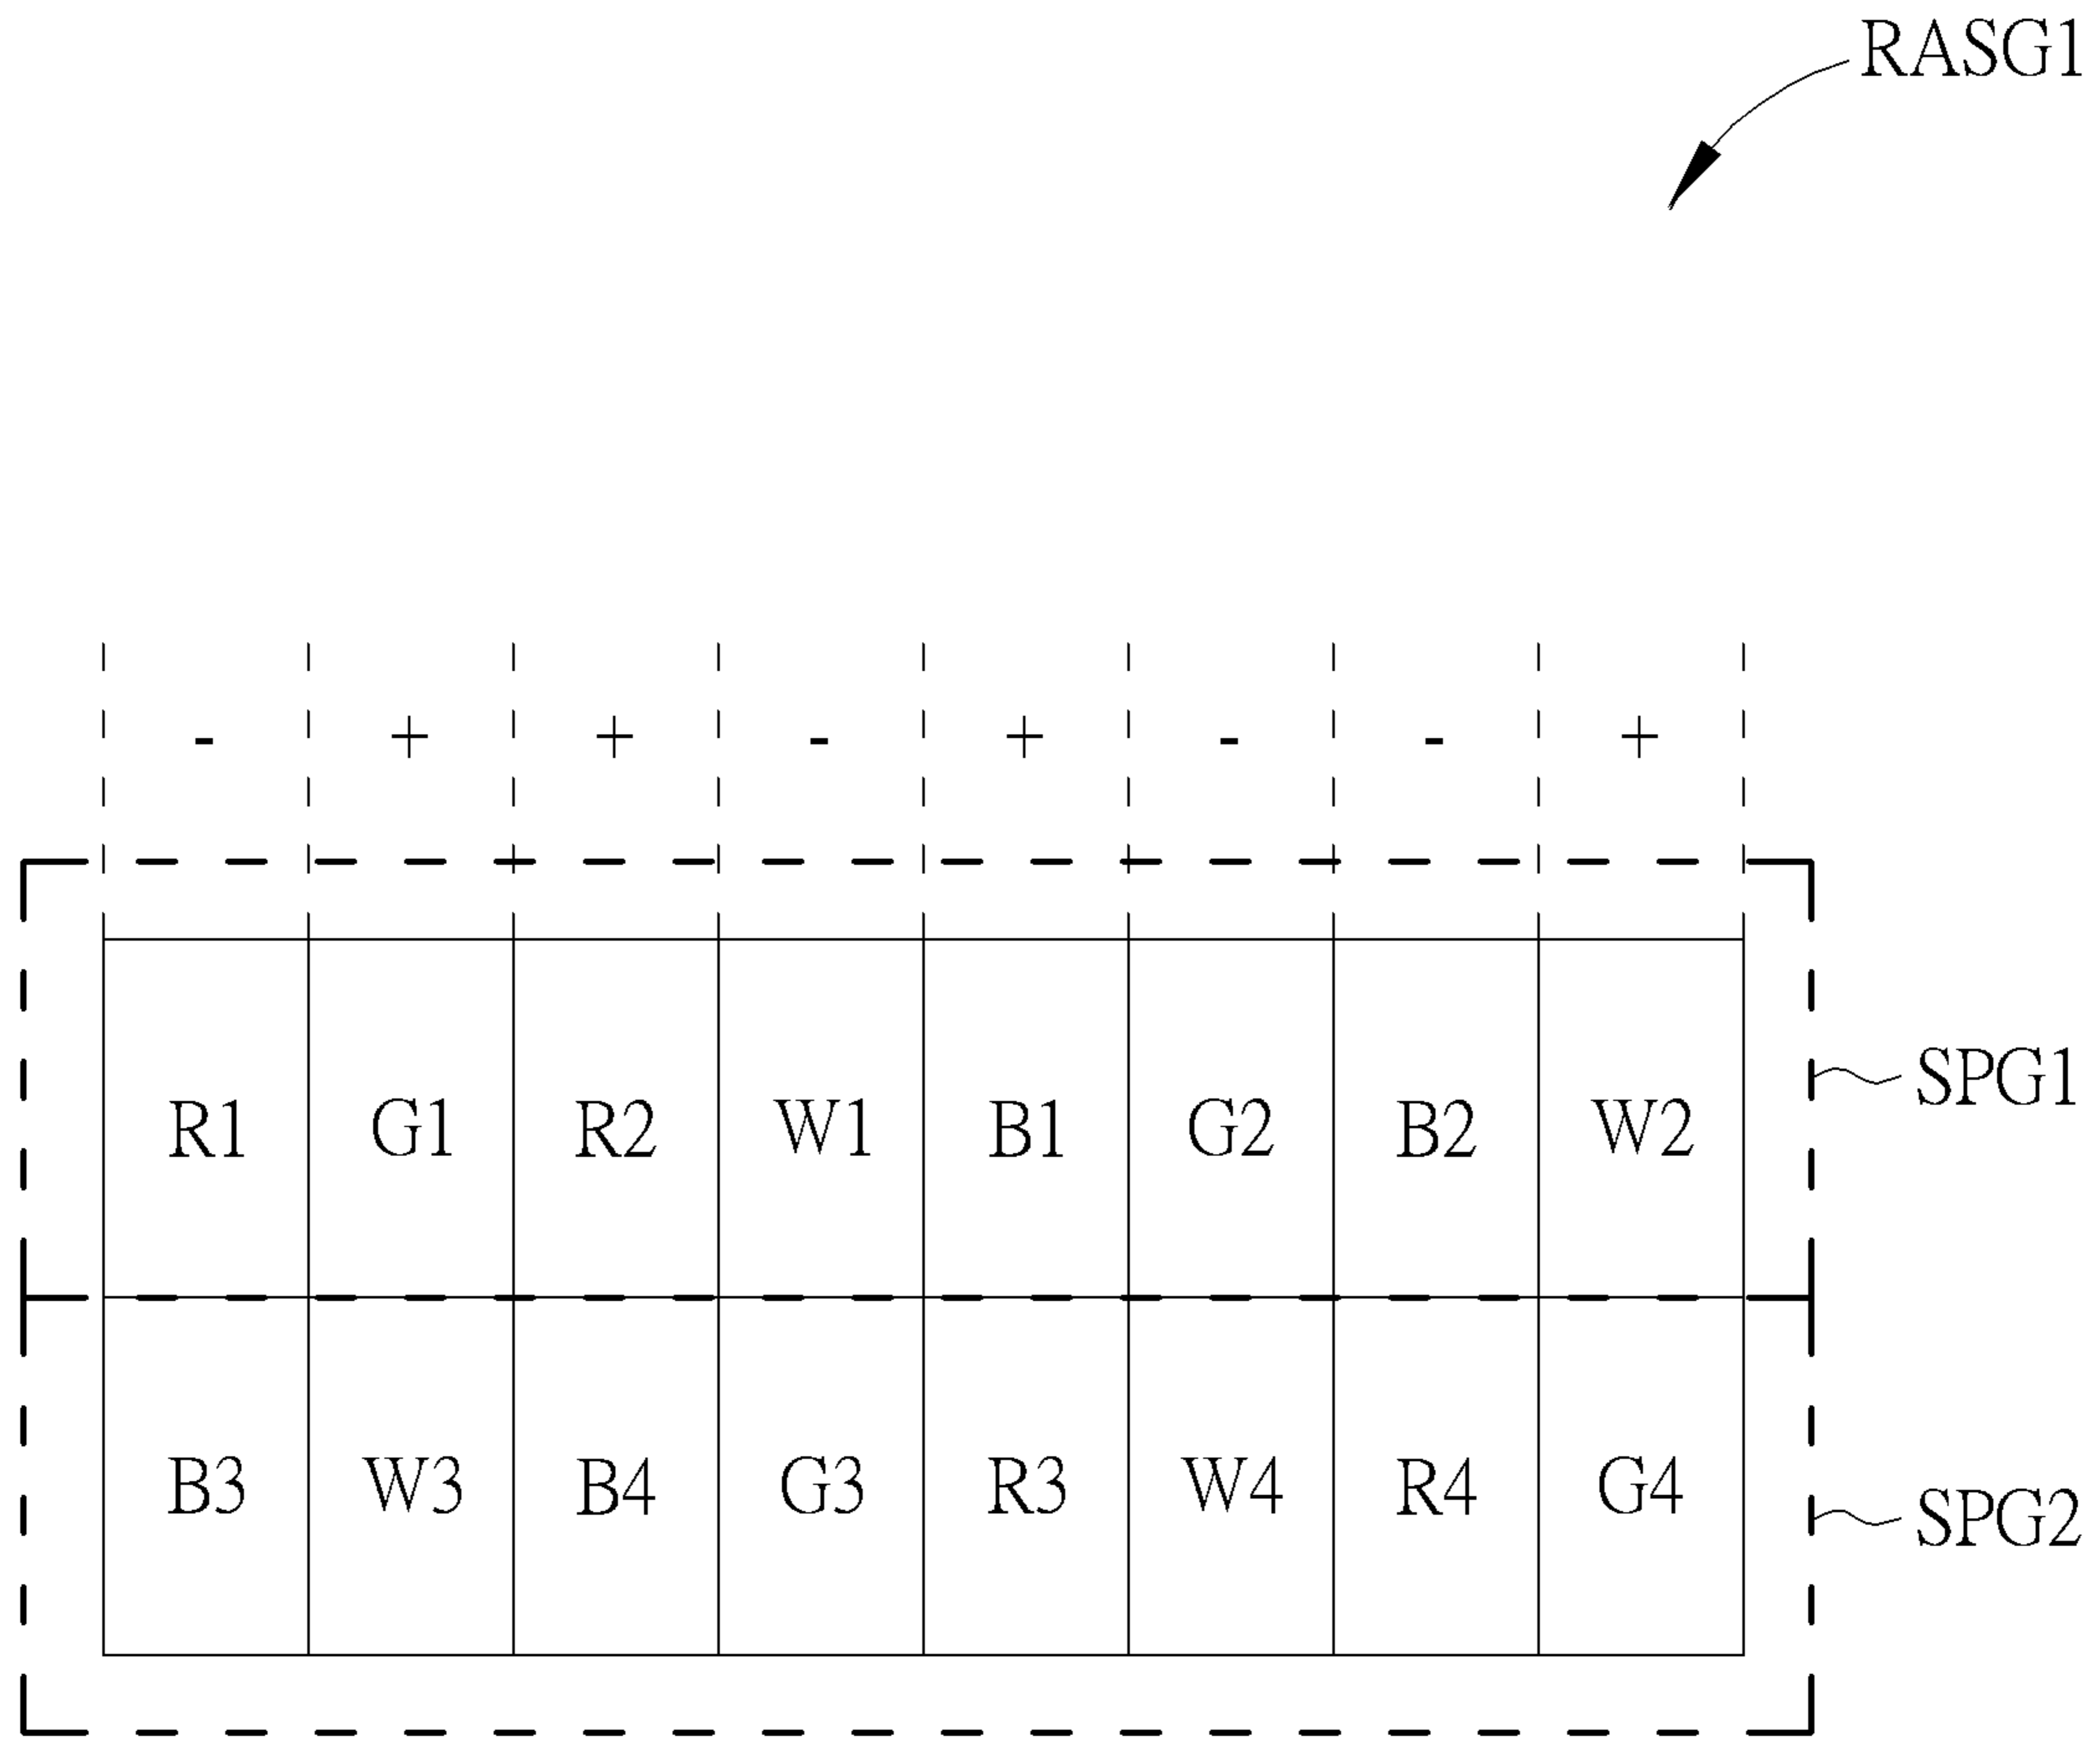 RASG1
- + + - + - - +
R1 G1 R2 W1 B1 G2 B2 W2
SPG1
B3 W3 B4 G3 R3 W4 R4 G4
SPG2